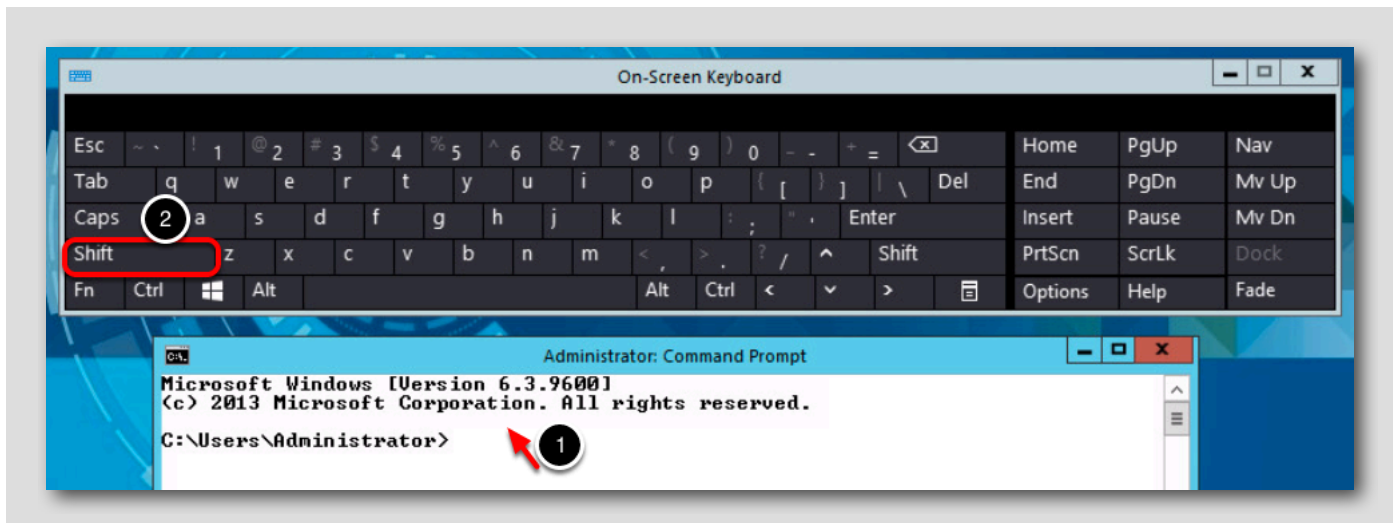 On-Screen Keyboard
Esc ~ ` ! 1 @ 2 # 3 $ 4 % 5 ^ 6 & 7 * 8 ( 9 ) 0 _ - + = Home PgUp Nav
Tab q w e r t y u i o p { [ } ] | \ Del End PgDn Mv Up
Caps 2 a s d f g h j k l : ; " ' Enter Insert Pause Mv Dn
Shift z x c v b n m < , > . ? / ^ Shift PrtScn ScrLk Dock
Fn Ctrl Alt Alt Ctrl < v > Options Help Fade
C:\. Administrator: Command Prompt
Microsoft Windows [Version 6.3.9600]
(c) 2013 Microsoft Corporation. All rights reserved.
C:\Users\Administrator>
1